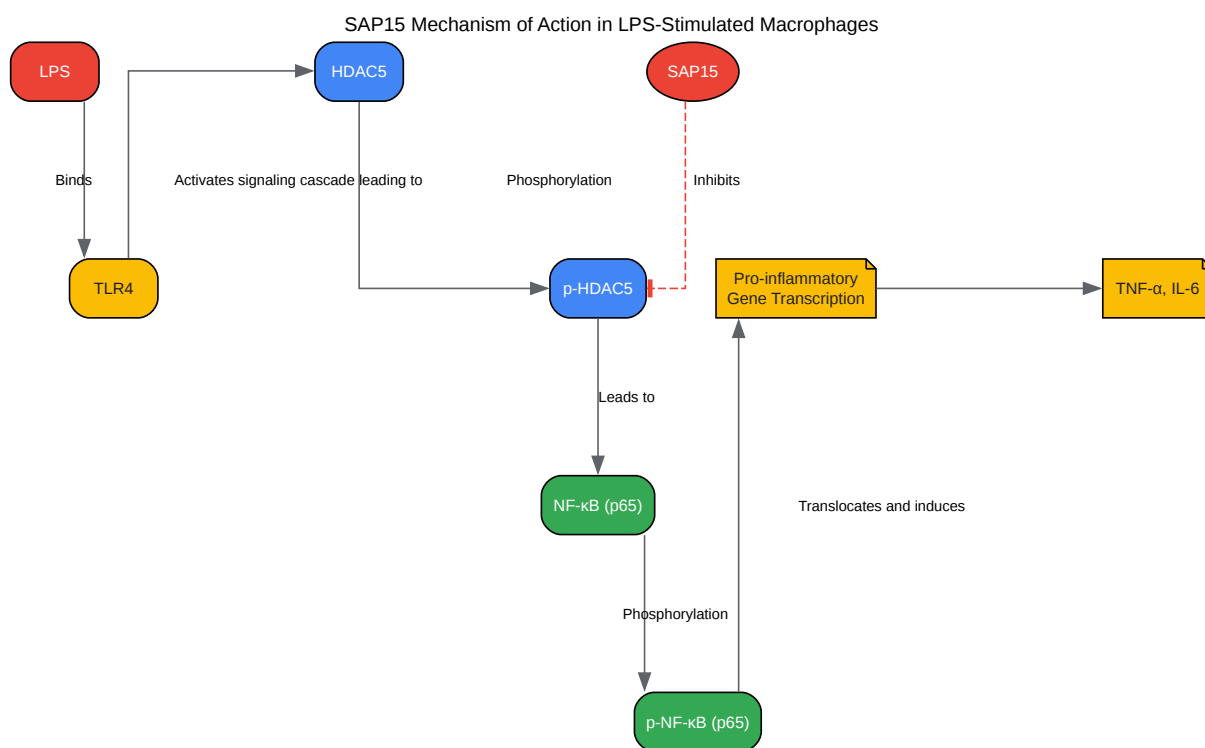 SAP15 Mechanism of Action in LPS-Stimulated Macrophages
LPS
HDAC5
SAP15
Binds
Activates signaling cascade leading to
Phosphorylation
Inhibits
TLR4
p-HDAC5
Pro-inflammatory
Gene Transcription
TNF-α, IL-6
Leads to
NF-κB (p65)
Translocates and induces
Phosphorylation
p-NF-κB (p65)